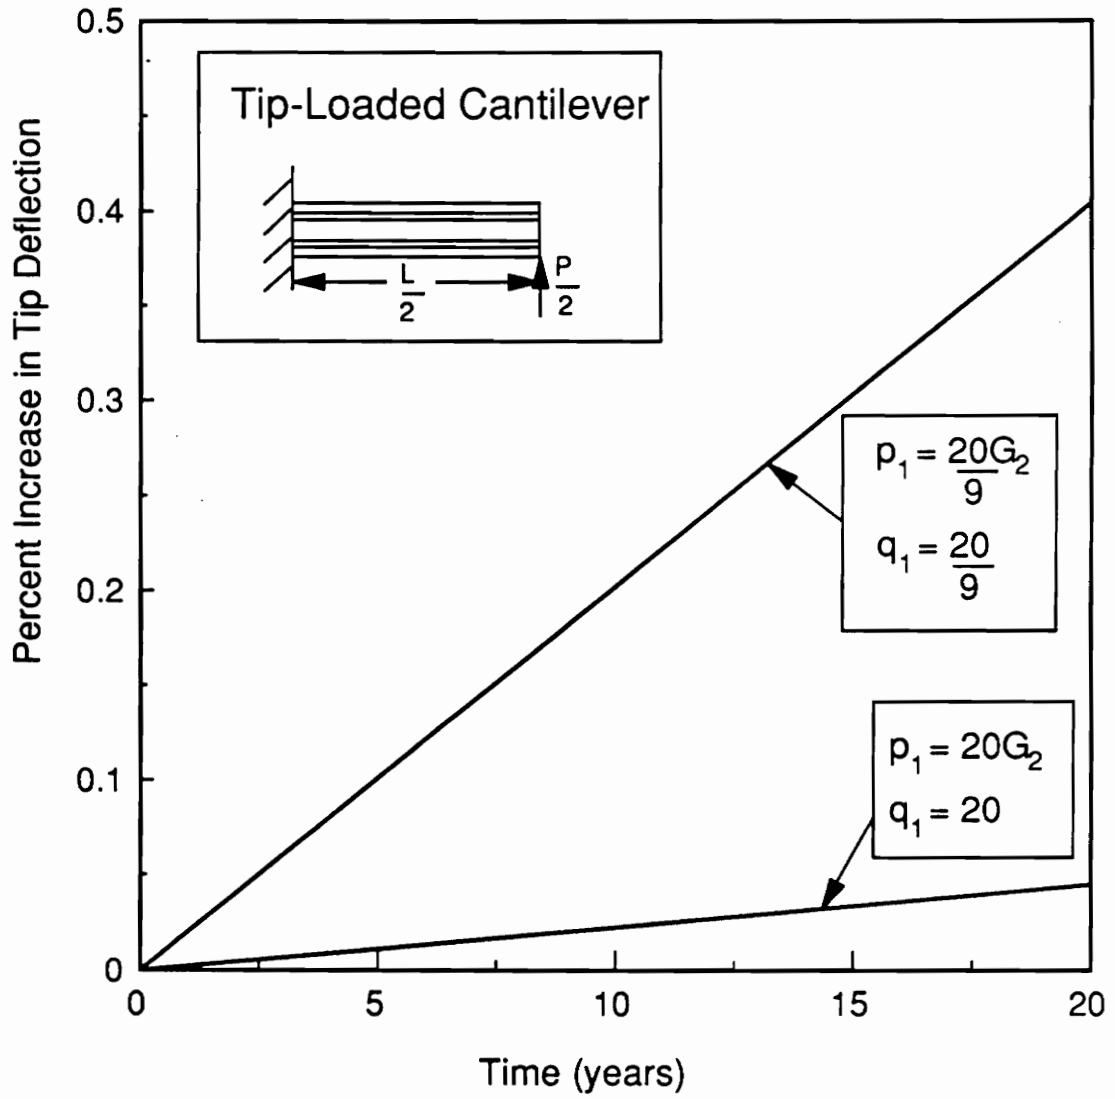 Percent Increase in Tip Deflection
0.5
0.4
0.3
0.2
0.1
0
Tip-Loaded Cantilever
L
2
P
2
p₁ = 20G₂
9
q₁ = 20
9
p₁ = 20G₂
q₁ = 20
0 5 10 15 20
Time (years)